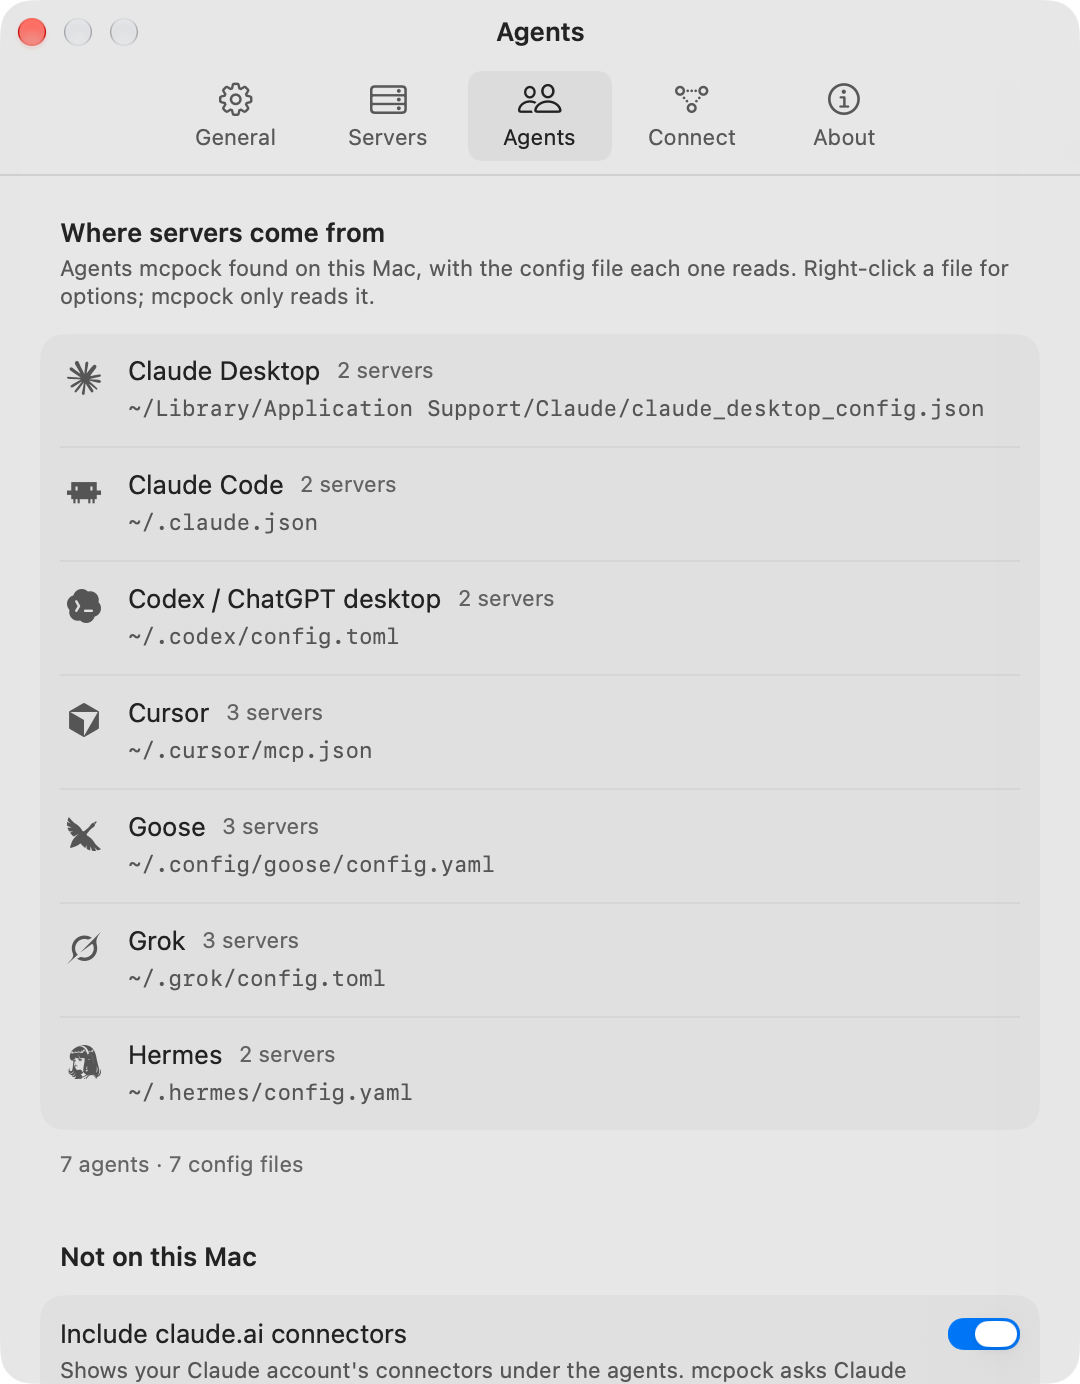 Agents
General
Servers
Agents
Connect
About
Where servers come from
Agents mcpock found on this Mac, with the config file each one reads. Right-click a file for
options; mcpock only reads it.
Claude Desktop 2 servers
~/Library/Application Support/Claude/claude_desktop_config.json
Claude Code 2 servers
~/.claude.json
Codex / ChatGPT desktop 2 servers
~/.codex/config.toml
Cursor 3 servers
~/.cursor/mcp.json
Goose 3 servers
~/.config/goose/config.yaml
Grok 3 servers
~/.grok/config.toml
Hermes 2 servers
~/.hermes/config.yaml
7 agents · 7 config files
Not on this Mac
Include claude.ai connectors
Shows your Claude account's connectors under the agents. mcpock asks Claude